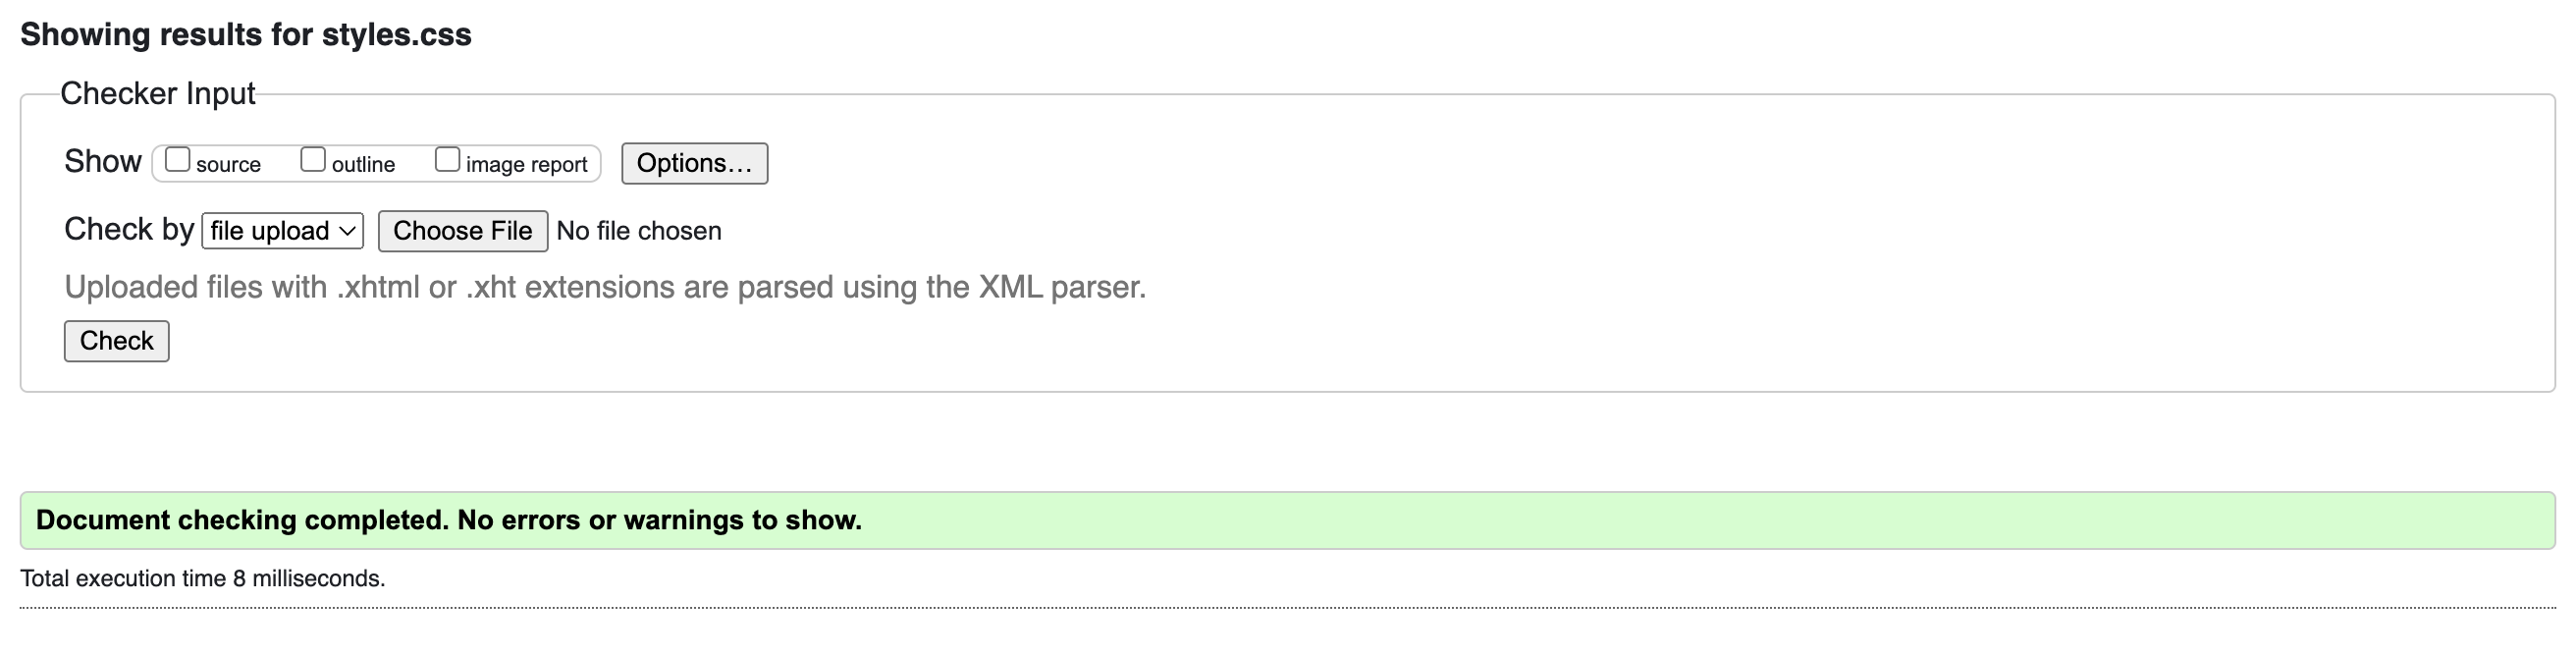 Showing results for styles.css
Checker Input
Show source outline image report Options…
Check by file upload Choose File No file chosen
Uploaded files with .xhtml or .xht extensions are parsed using the XML parser.
Check
Document checking completed. No errors or warnings to show.
Total execution time 8 milliseconds.